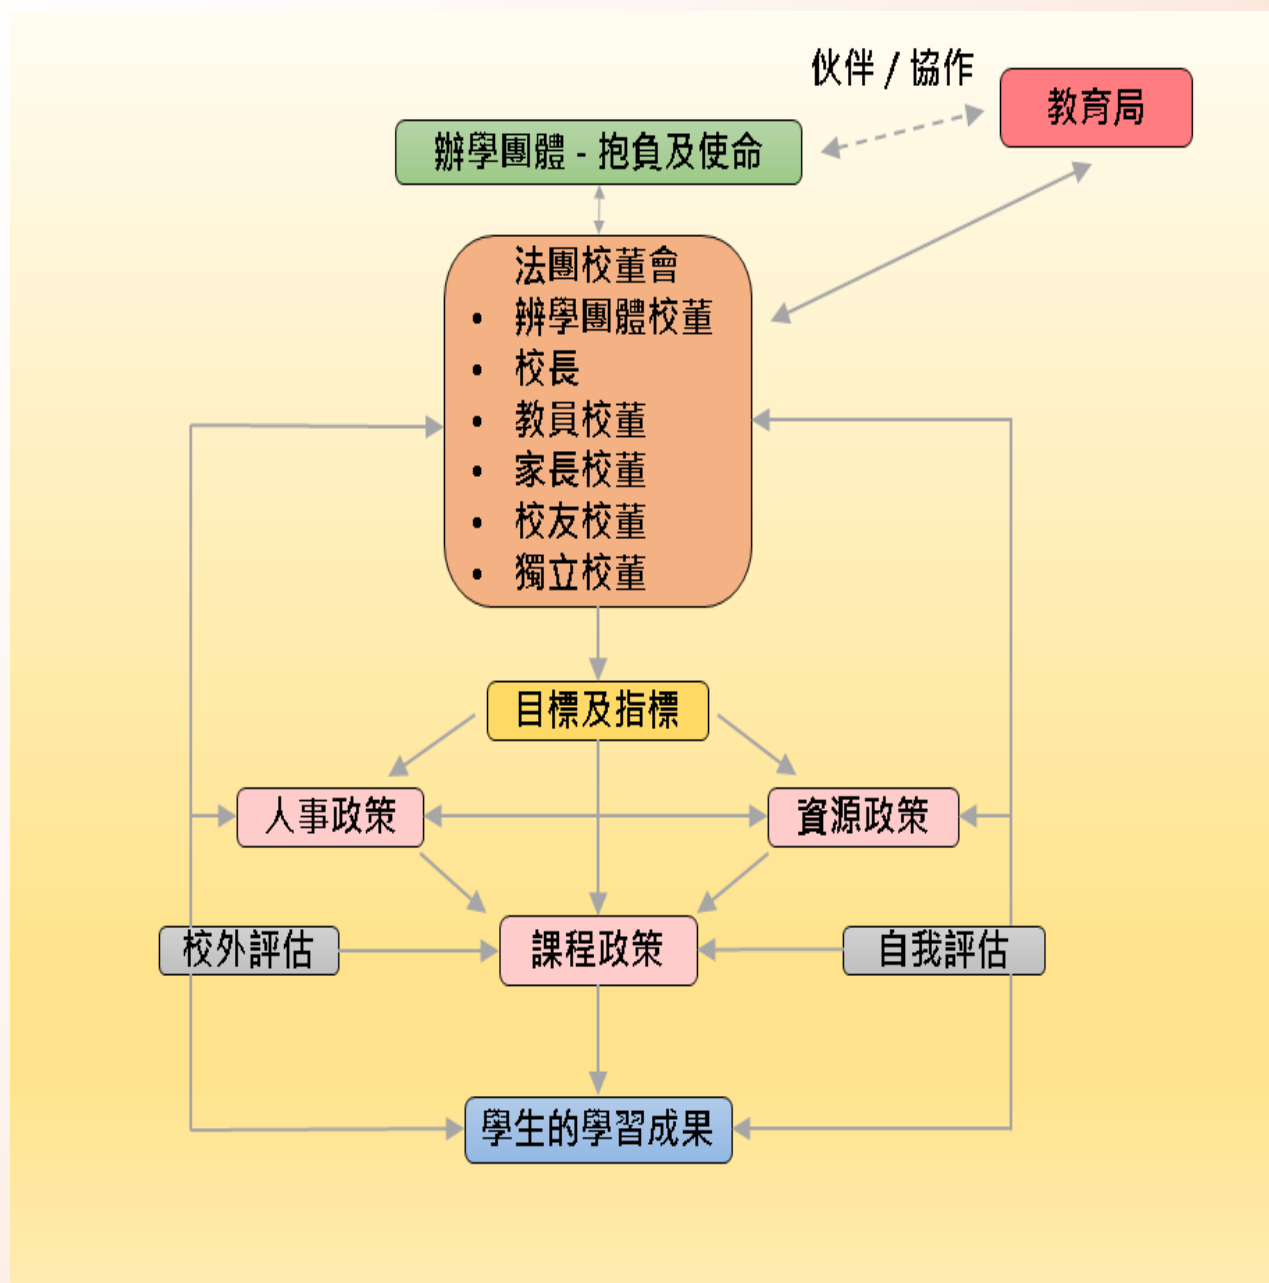 伙伴 / 協作
教育局
辦學團體 - 抱負及使命
法團校董會
• 辨學團體校董
• 校長
• 教員校董
• 家長校董
• 校友校董
• 獨立校董
目標及指標
人事政策
資源政策
校外評估
課程政策
自我評估
學生的學習成果